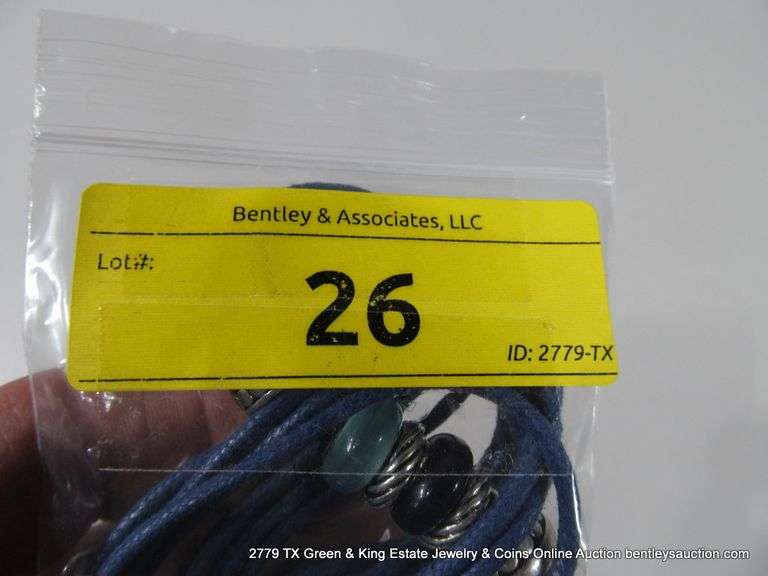 Bentley & Associates, LLC
Lot#:
26
ID: 2779-TX
2779 TX Green & King Estate Jewelry & Coins Online Auction bentleysauction.com